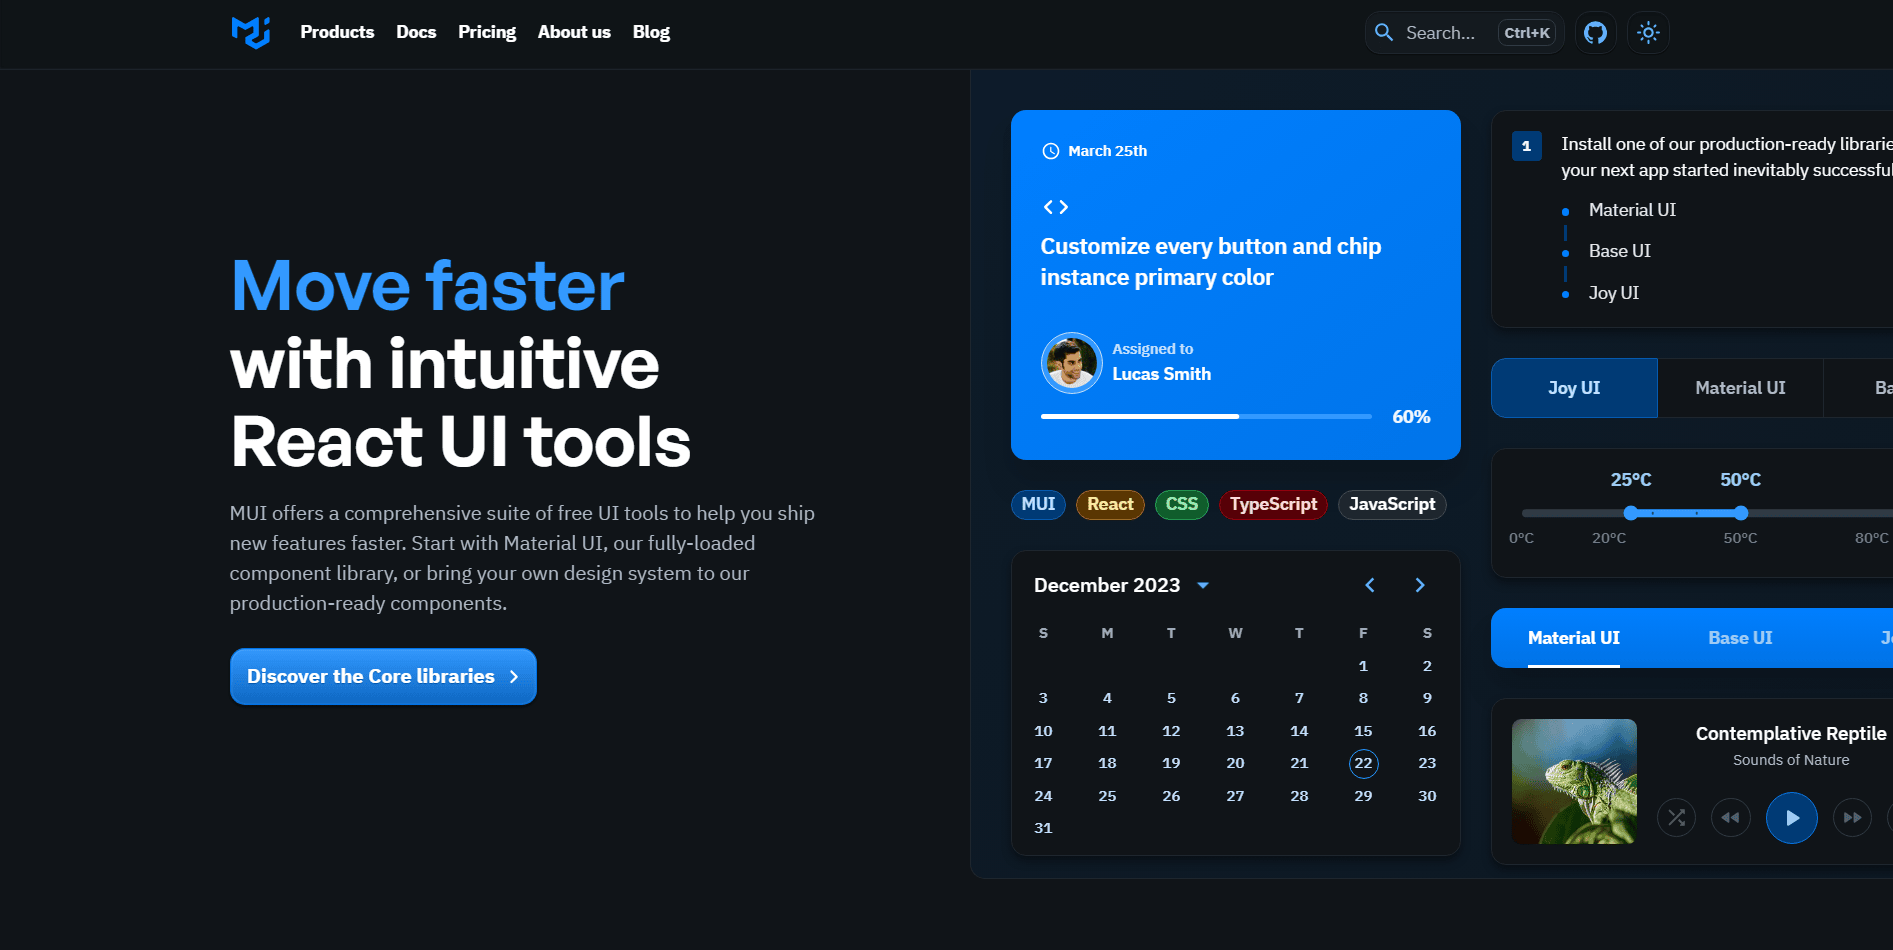 Products Docs Pricing About us Blog
Search... Ctrl+K
Move faster
with intuitive
React UI tools
MUI offers a comprehensive suite of free UI tools to help you ship
new features faster. Start with Material UI, our fully-loaded
component library, or bring your own design system to our
production-ready components.
Discover the Core libraries
March 25th
Customize every button and chip
instance primary color
Assigned to
Lucas Smith
60%
MUI React CSS TypeScript JavaScript
December 2023
S M T W T F S
1 2
3 4 5 6 7 8 9
10 11 12 13 14 15 16
17 18 19 20 21 22 23
24 25 26 27 28 29 30
31
1
Install one of our production-ready librarie
your next app started inevitably successful
Material UI
Base UI
Joy UI
Joy UI Material UI Ba
25°C 50°C
0°C 20°C 50°C 80°C
Material UI Base UI J
Contemplative Reptile
Sounds of Nature